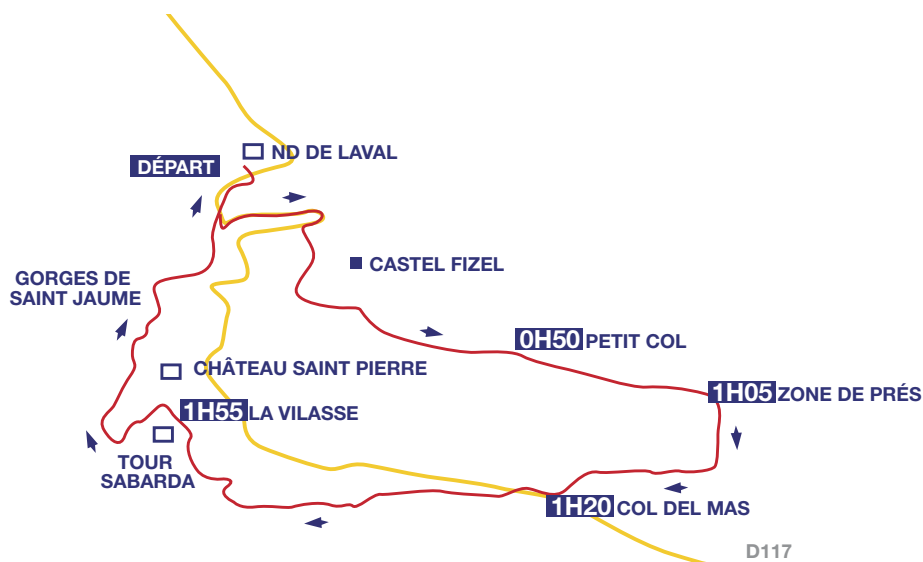 ND DE LAVAL
DÉPART
CASTEL FIZEL
GORGES DE
SAINT JAUME
0H50 PETIT COL
CHÂTEAU SAINT PIERRE
1H05 ZONE DE PRÉS
1H55 LA VILASSE
TOUR
SABARDA
1H20 COL DEL MAS
D117